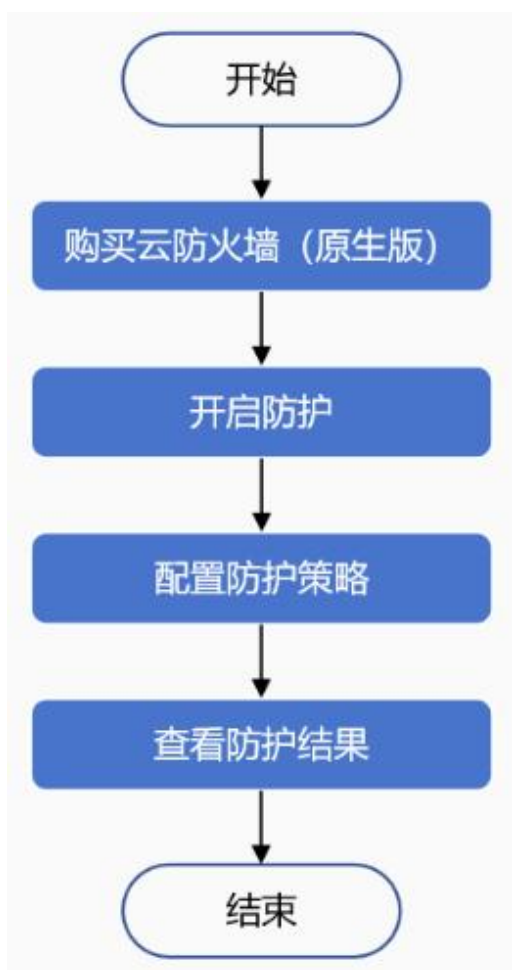 开始
购买云防火墙（原生版）
开启防护
配置防护策略
查看防护结果
结束